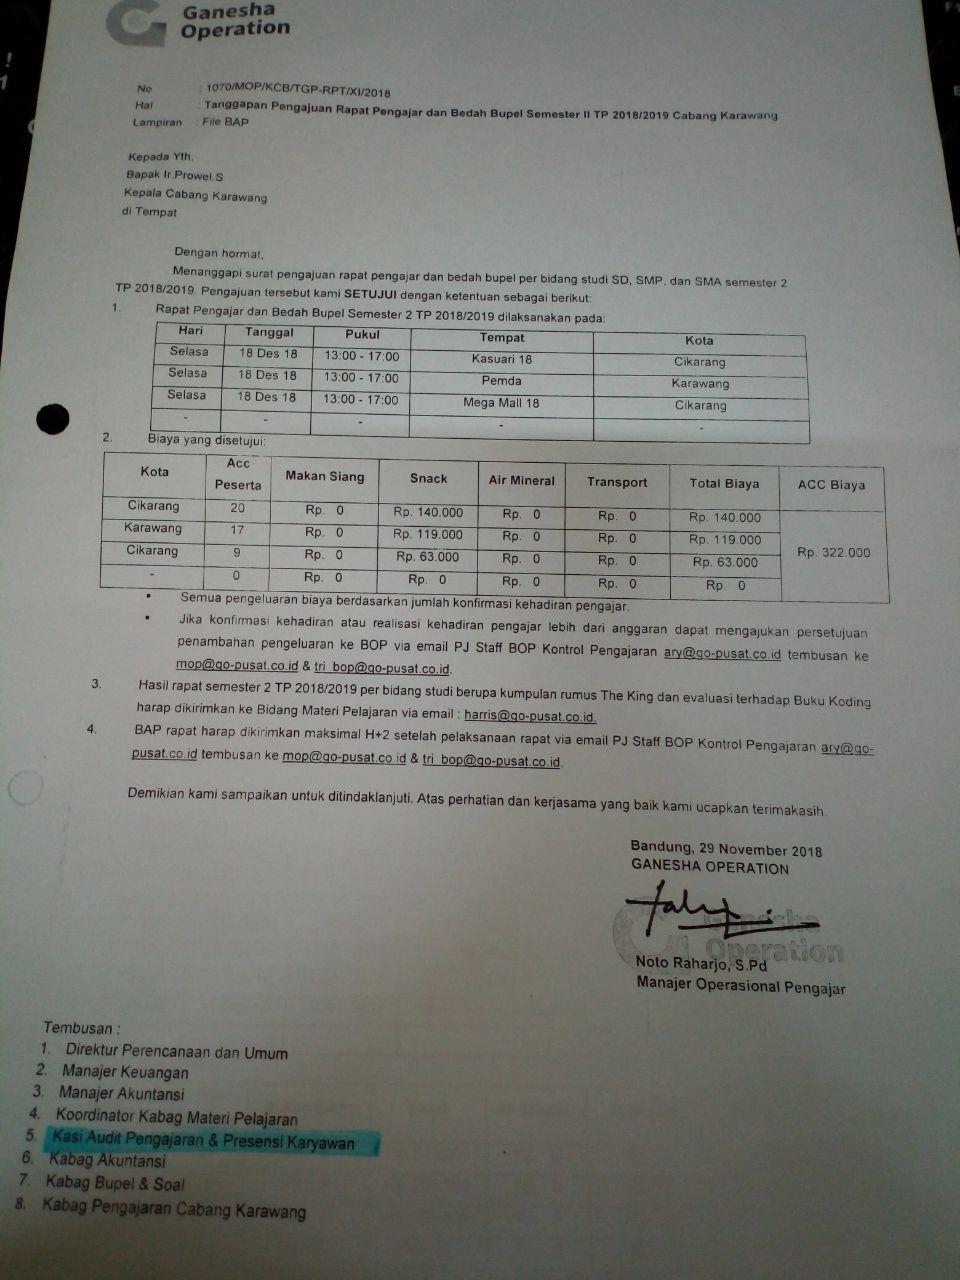 Ganesha
Operation
No : 1070/MOP/KCB/TGP-RPT/XI/2018
Hal : Tanggapan Pengajuan Rapat Pengajar dan Bedah Bupel Semester II TP 2018/2019 Cabang Karawang
Lampiran : File BAP
Kepada Yth.
Bapak Ir.Prowel.S
Kepala Cabang Karawang
di Tempat
Dengan hormat,
Menanggapi surat pengajuan rapat pengajar dan bedah bupel per bidang studi SD, SMP, dan SMA semester 2
TP 2018/2019. Pengajuan tersebut kami SETUJUI dengan ketentuan sebagai berikut:
1. Rapat Pengajar dan Bedah Bupel Semester 2 TP 2018/2019 dilaksanakan pada:
Hari Tanggal Pukul Tempat Kota
Selasa 18 Des 18 13:00 - 17:00 Kasuari 18 Cikarang
Selasa 18 Des 18 13:00 - 17:00 Pemda Karawang
Selasa 18 Des 18 13:00 - 17:00 Mega Mall 18 Cikarang
- - - - -
2. Biaya yang disetujui:
Kota Acc Peserta Makan Siang Snack Air Mineral Transport Total Biaya ACC Biaya
Cikarang 20 Rp. 0 Rp. 140.000 Rp. 0 Rp. 0 Rp. 140.000 Rp. 322.000
Karawang 17 Rp. 0 Rp. 119.000 Rp. 0 Rp. 0 Rp. 119.000
Cikarang 9 Rp. 0 Rp. 63.000 Rp. 0 Rp. 0 Rp. 63.000
- 0 Rp. 0 Rp. 0 Rp. 0 Rp. 0 Rp. 0
▪ Semua pengeluaran biaya berdasarkan jumlah konfirmasi kehadiran pengajar.
▪ Jika konfirmasi kehadiran atau realisasi kehadiran pengajar lebih dari anggaran dapat mengajukan persetujuan
penambahan pengeluaran ke BOP via email PJ Staff BOP Kontrol Pengajaran ary@go-pusat.co.id tembusan ke
mop@go-pusat.co.id & tri_bop@go-pusat.co.id.
3. Hasil rapat semester 2 TP 2018/2019 per bidang studi berupa kumpulan rumus The King dan evaluasi terhadap Buku Koding
harap dikirimkan ke Bidang Materi Pelajaran via email : harris@go-pusat.co.id.
4. BAP rapat harap dikirimkan maksimal H+2 setelah pelaksanaan rapat via email PJ Staff BOP Kontrol Pengajaran ary@go-
pusat.co.id tembusan ke mop@go-pusat.co.id & tri_bop@go-pusat.co.id.
Demikian kami sampaikan untuk ditindaklanjuti. Atas perhatian dan kerjasama yang baik kami ucapkan terimakasih.
Bandung, 29 November 2018
GANESHA OPERATION
Ganesha
Operation
Noto Raharjo, S.Pd
Manajer Operasional Pengajar
Tembusan :
1. Direktur Perencanaan dan Umum
2. Manajer Keuangan
3. Manajer Akuntansi
4. Koordinator Kabag Materi Pelajaran
5. Kasi Audit Pengajaran & Presensi Karyawan
6. Kabag Akuntansi
7. Kabag Bupel & Soal
8. Kabag Pengajaran Cabang Karawang